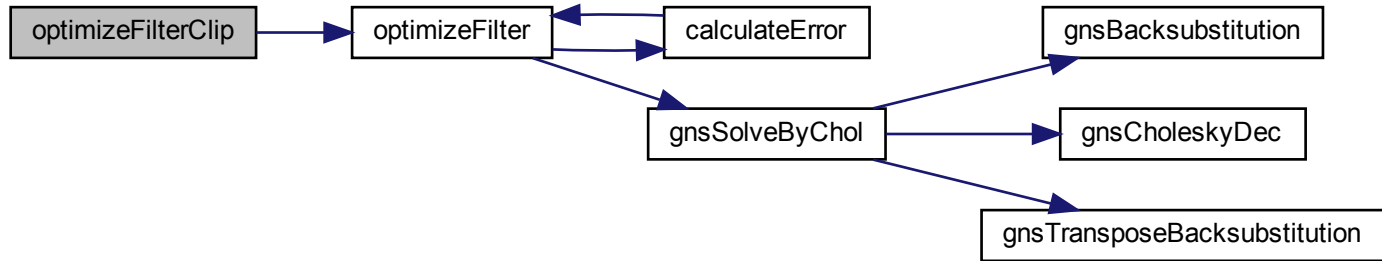 optimizeFilterClip
optimizeFilter
calculateError
gnsBacksubstitution
gnsSolveByChol
gnsCholeskyDec
gnsTransposeBacksubstitution